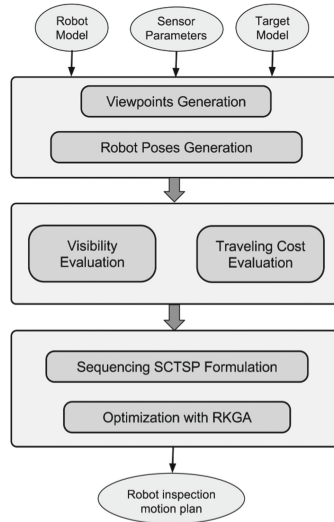 Robot
Model
Sensor
Parameters
Target
Model
Viewpoints Generation
Robot Poses Generation
Visibility
Evaluation
Traveling Cost
Evaluation
Sequencing SCTSP Formulation
Optimization with RKGA
Robot inspection
motion plan